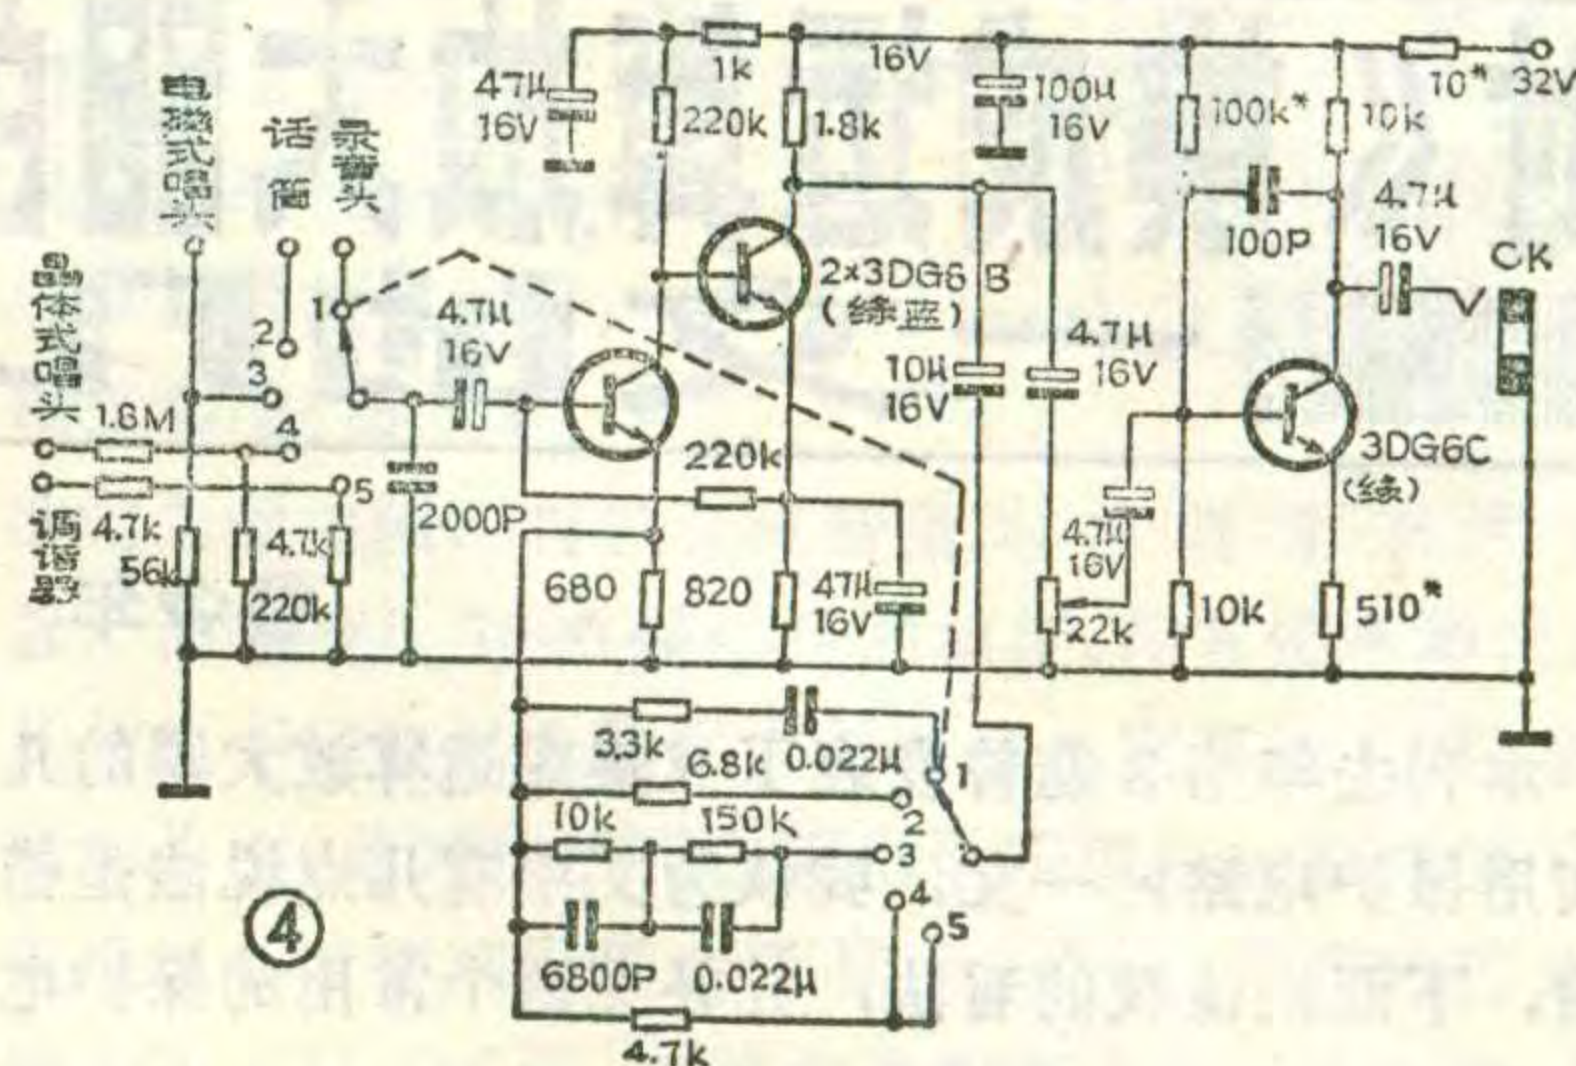 电磁式唱头
话筒
录音头
晶体式唱头
调谐器
47μ
16V
1k
220k
1.8k
16V
100μ
16V
100k*
10k
10*
32V
100P
4.7μ
16V
CK
1
2
3
4
5
4.7μ
16V
2×3DG6B
(绿蓝)
10μ
16V
4.7μ
16V
1.8M
4.7k
56k
220k
4.7k
2000P
220k
680
820
47μ
16V
22k
4.7μ
16V
3DG6C
(绿)
10k
510*
3.3k
0.022μ
6.8k
10k
150k
6800P
0.022μ
4.7k
1
2
3
4
5
④